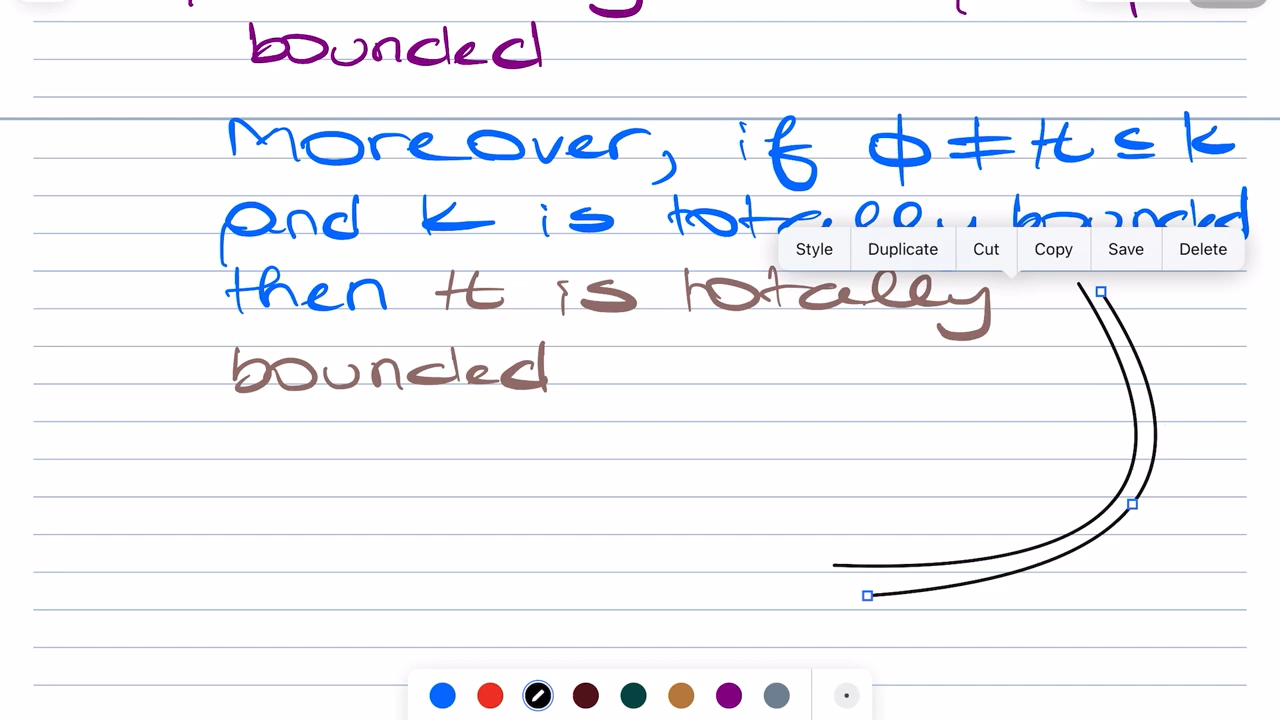 bounded
Moreover, if ϕ ≠ H ⊆ K
and K is totally bounded
Style Duplicate Cut Copy Save Delete
then H is totally
bounded